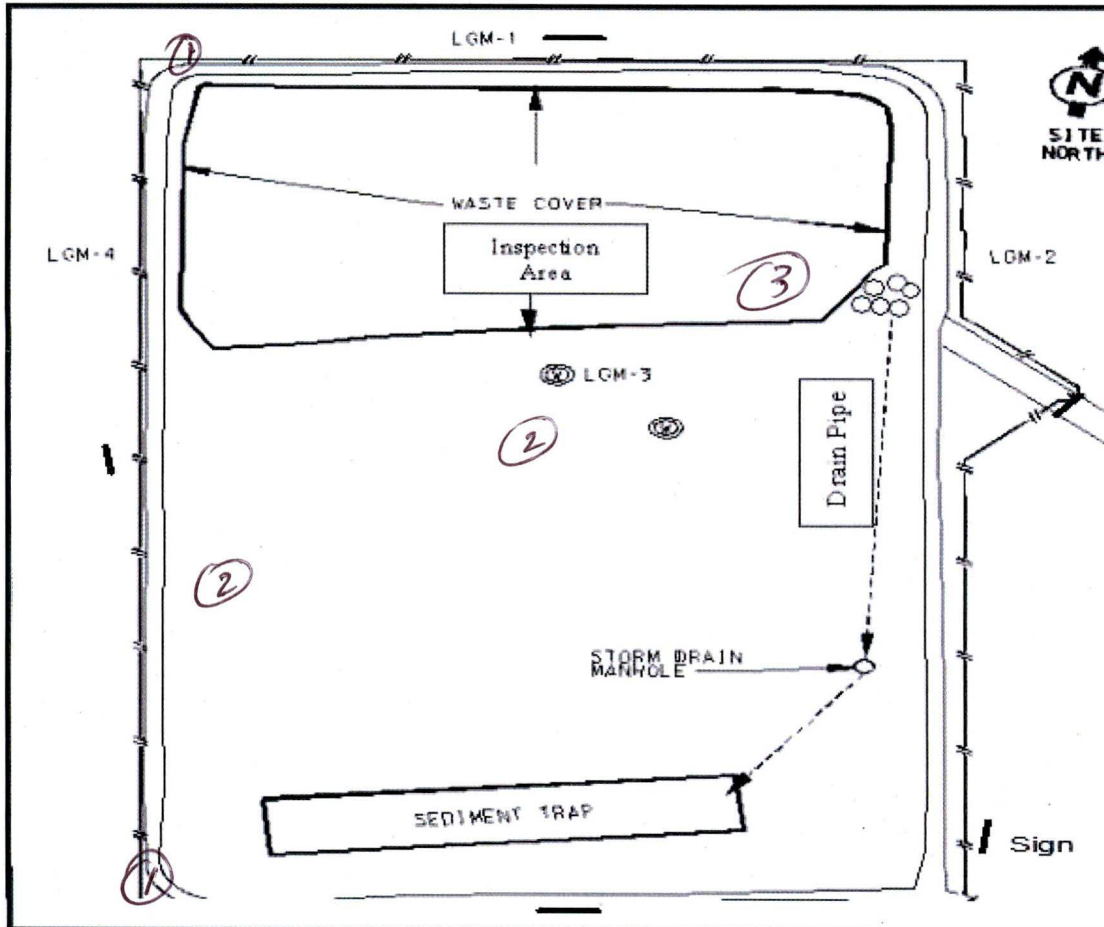 LGM-1
1
N
SITE
NORTH
WASTE COVER
Inspection
Area
LGM-4
LGM-2
3
LGM-3
2
Drain Pipe
2
STORM DRAIN
MANHOLE
SEDIMENT TRAP
Sign
1